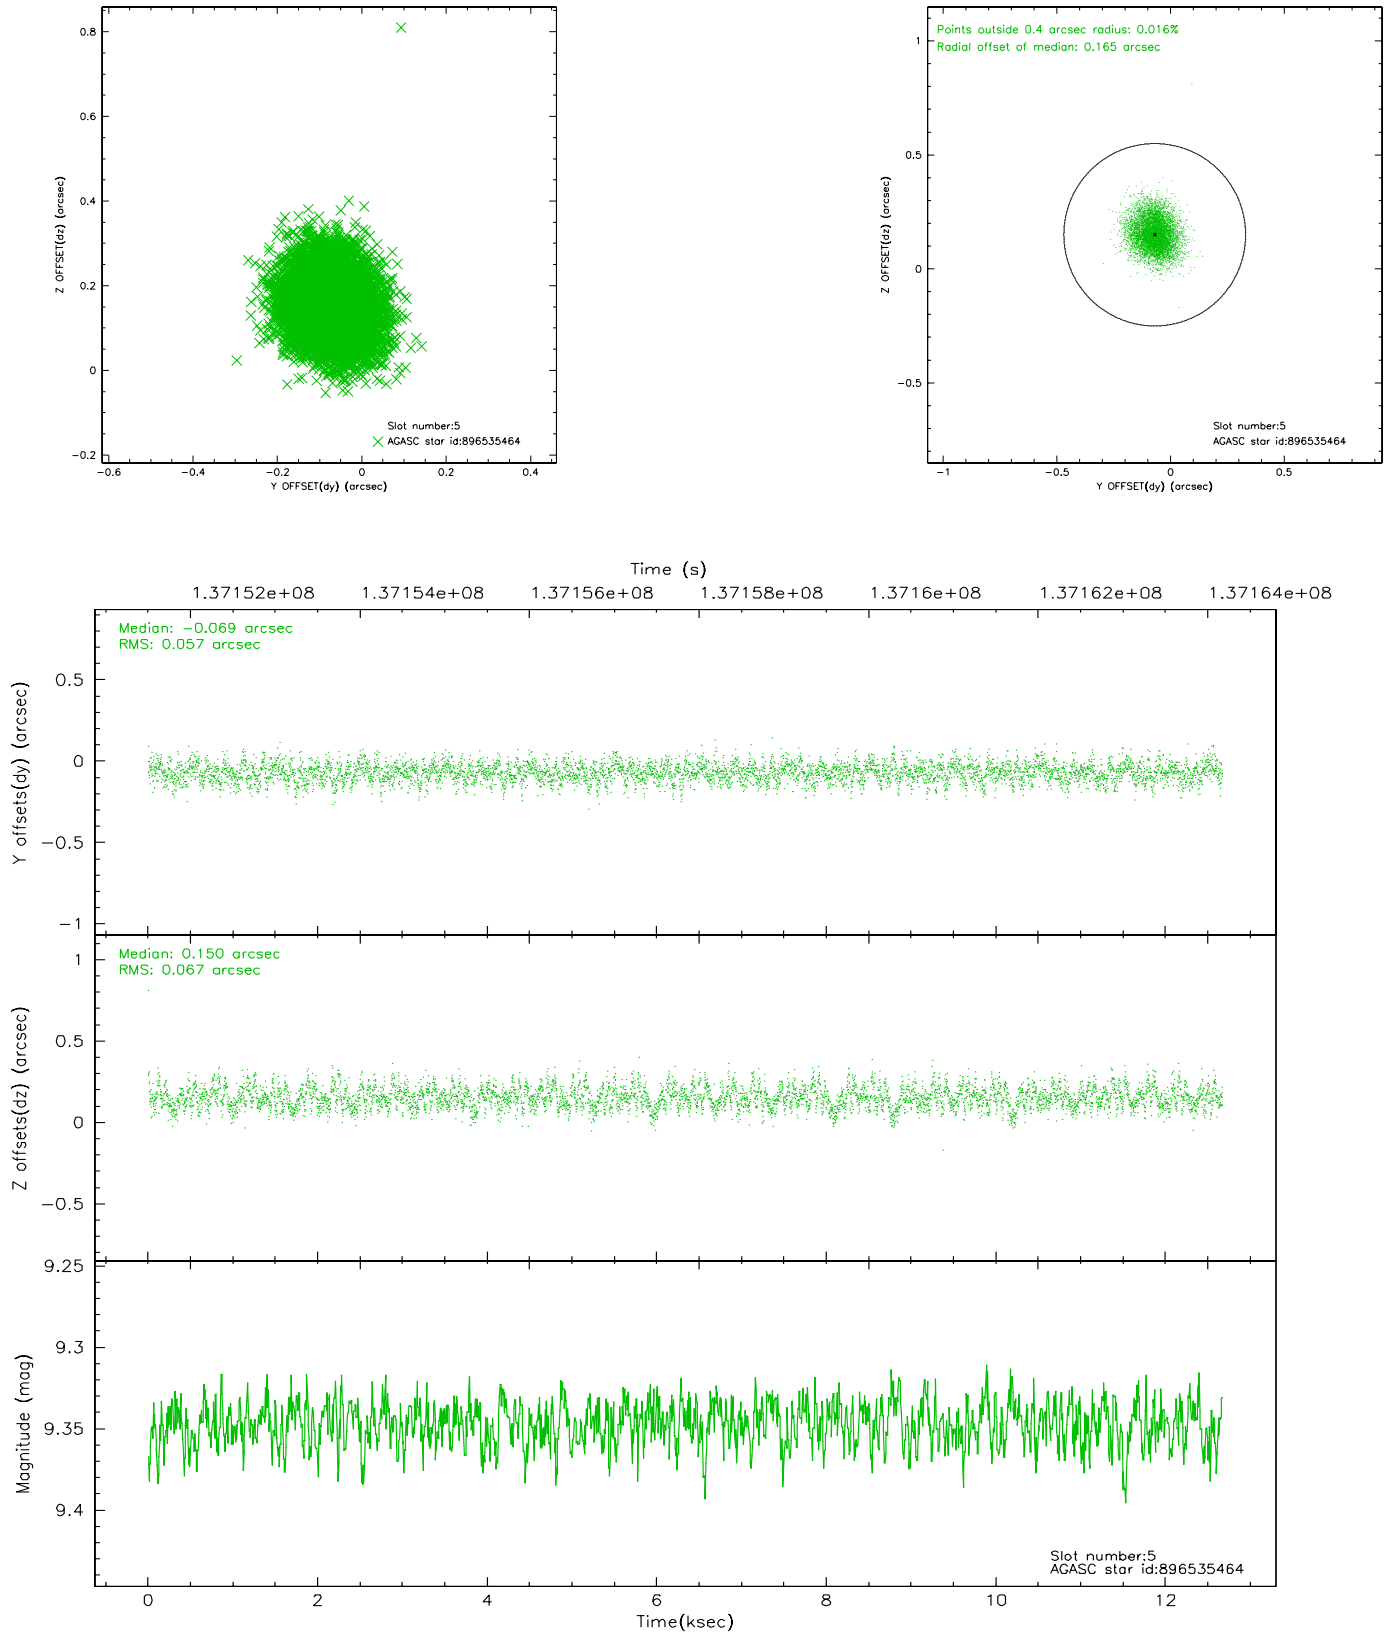 0.8
0.6
0.4
0.2
0
−0.2
−0.6
−0.4
−0.2
0
0.2
0.4
Z OFFSET(dz) (arcsec)
Y OFFSET(dy) (arcsec)
Slot number:5
AGASC star id:896535464
Points outside 0.4 arcsec radius: 0.016%
Radial offset of median: 0.165 arcsec
1
0.5
0
−0.5
−1
−0.5
0
0.5
Z OFFSET(dz) (arcsec)
Y OFFSET(dy) (arcsec)
Slot number:5
AGASC star id:896535464
Time (s)
1.37152e+08
1.37154e+08
1.37156e+08
1.37158e+08
1.3716e+08
1.37162e+08
1.37164e+08
Median: −0.069 arcsec
RMS: 0.057 arcsec
0.5
0
−0.5
−1
Y offsets(dy) (arcsec)
Median: 0.150 arcsec
RMS: 0.067 arcsec
1
0.5
0
−0.5
Z offsets(dz) (arcsec)
9.25
9.3
9.35
9.4
Magnitude (mag)
Slot number:5
AGASC star id:896535464
0
2
4
6
8
10
12
Time(ksec)